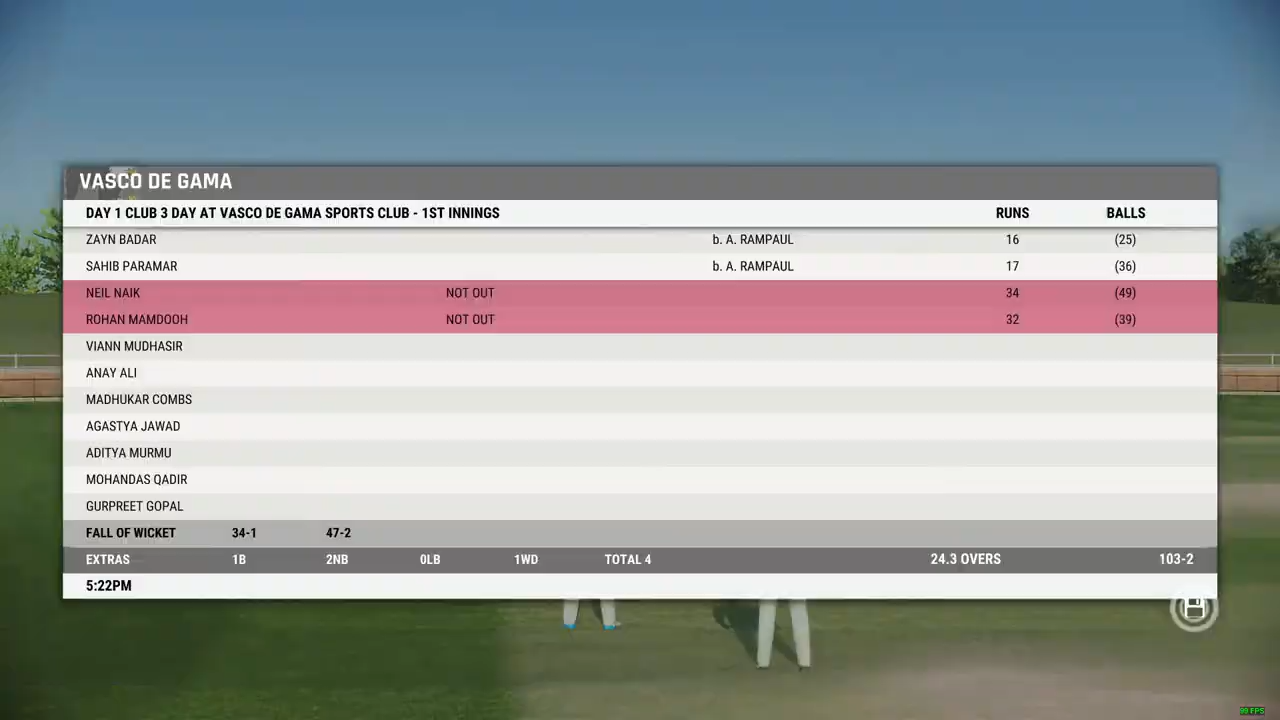 VASCO DE GAMA
DAY 1 CLUB 3 DAY AT VASCO DE GAMA SPORTS CLUB - 1ST INNINGS RUNS BALLS
ZAYN BADAR b. A. RAMPAUL 16 (25)
SAHIB PARAMAR b. A. RAMPAUL 17 (36)
NEIL NAIK NOT OUT 34 (49)
ROHAN MAMDOOH NOT OUT 32 (39)
VIANN MUDHASIR
ANAY ALI
MADHUKAR COMBS
AGASTYA JAWAD
ADITYA MURMU
MOHANDAS QADIR
GURPREET GOPAL
FALL OF WICKET 34-1 47-2
EXTRAS 1B 2NB 0LB 1WD TOTAL 4 24.3 OVERS 103-2
5:22PM
99 FPS